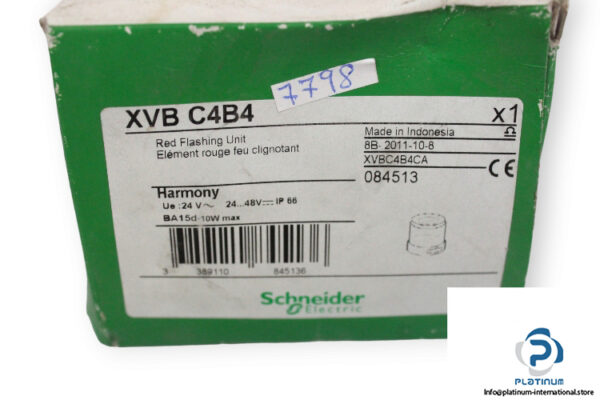 7798
XVB C4B4
x1
Red Flashing Unit
Elément rouge feu clignotant
Made in Indonesia
8B- 2011-10-8
XVBC4B4CA
084513
CE
Harmony
Ue :24 V~ 24...48V⎓ IP 66
BA15d-10W max
3 389110 845136
Schneider
Electric
PLATINUM
Info@platinum-international.store